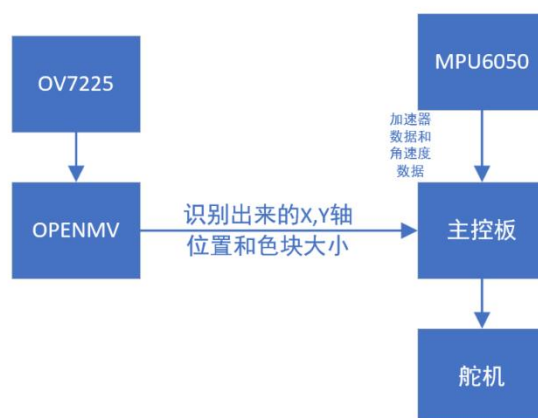 OV7225
MPU6050
加速器
数据和
角速度
数据
OPENMV
识别出来的X,Y轴
位置和色块大小
主控板
舵机